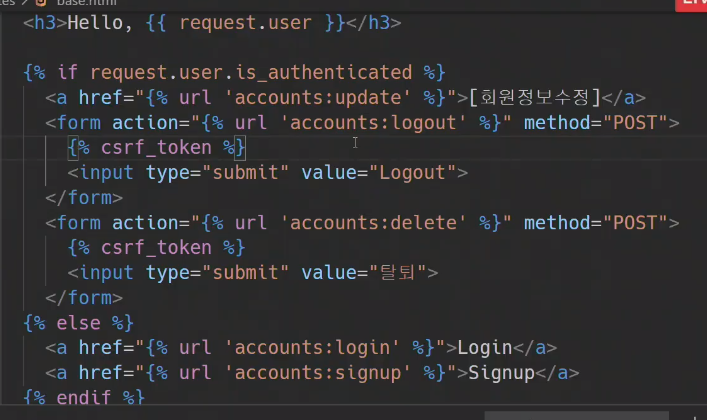 base.html
<h3>Hello, {{ request.user }}</h3>
{% if request.user.is_authenticated %}
<a href="{% url 'accounts:update' %}">[회원정보수정]</a>
<form action="{% url 'accounts:logout' %}" method="POST">
{% csrf_token %}
<input type="submit" value="Logout">
</form>
<form action="{% url 'accounts:delete' %}" method="POST">
{% csrf_token %}
<input type="submit" value="탈퇴">
</form>
{% else %}
<a href="{% url 'accounts:login' %}">Login</a>
<a href="{% url 'accounts:signup' %}">Signup</a>
{% endif %}